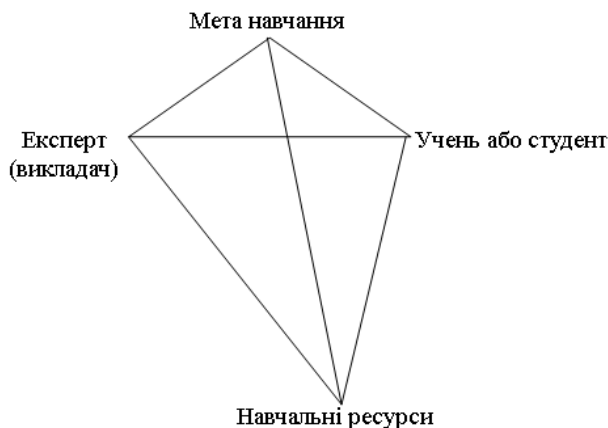 Мета навчання
Експерт
(викладач)
Учень або студент
Навчальні ресурси